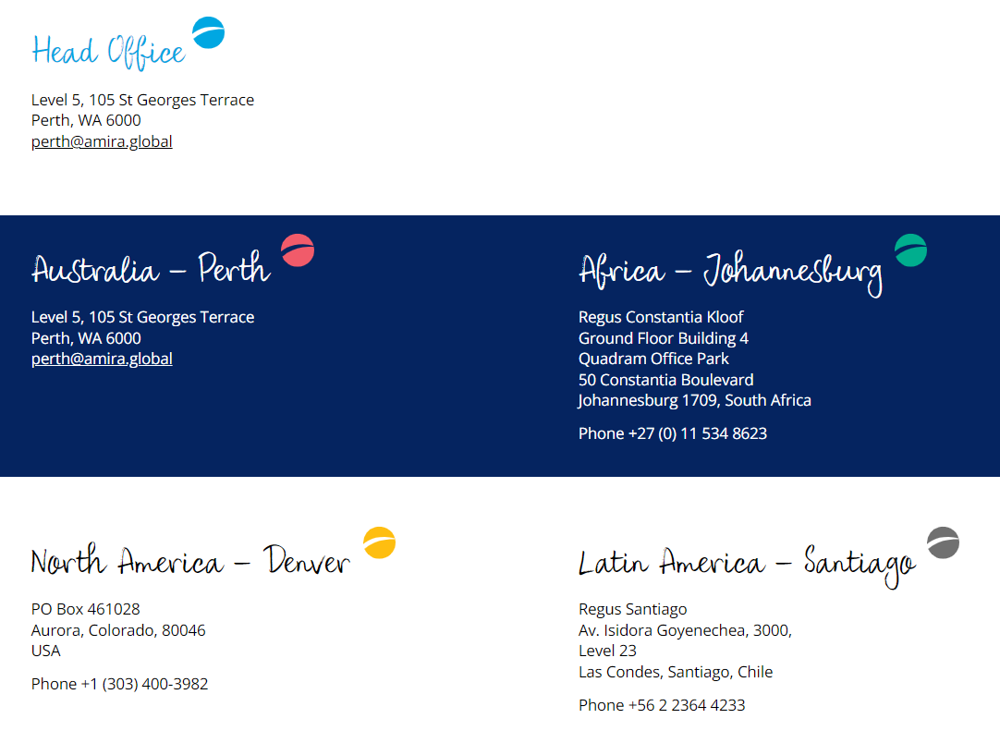 Head Office
Level 5, 105 St Georges Terrace
Perth, WA 6000
perth@amira.global
Australia – Perth
Level 5, 105 St Georges Terrace
Perth, WA 6000
perth@amira.global
Africa – Johannesburg
Regus Constantia Kloof
Ground Floor Building 4
Quadram Office Park
50 Constantia Boulevard
Johannesburg 1709, South Africa
Phone +27 (0) 11 534 8623
North America – Denver
PO Box 461028
Aurora, Colorado, 80046
USA
Phone +1 (303) 400-3982
Latin America – Santiago
Regus Santiago
Av. Isidora Goyenechea, 3000,
Level 23
Las Condes, Santiago, Chile
Phone +56 2 2364 4233